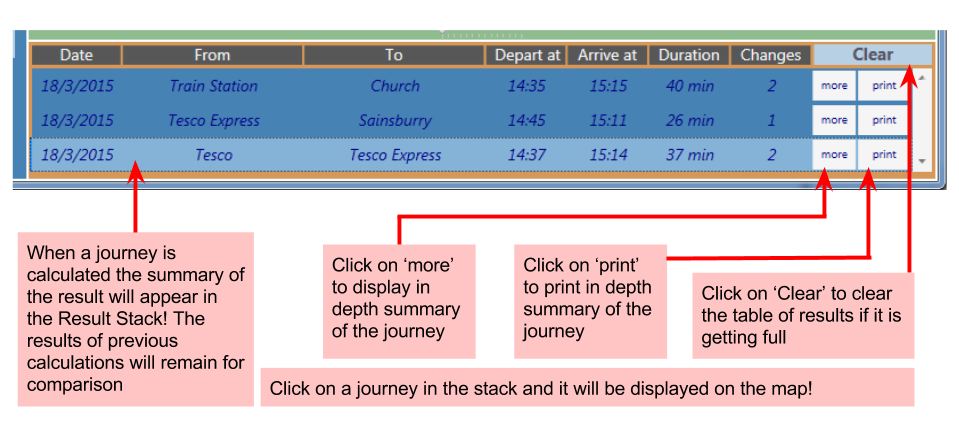 Date From To Depart at Arrive at Duration Changes Clear
18/3/2015 Train Station Church 14:35 15:15 40 min 2 more print
18/3/2015 Tesco Express Sainsburry 14:45 15:11 26 min 1 more print
18/3/2015 Tesco Tesco Express 14:37 15:14 37 min 2 more print
When a journey is
calculated the summary of
the result will appear in
the Result Stack! The
results of previous
calculations will remain for
comparison
Click on ‘more’
to display in
depth summary
of the journey
Click on ‘print’
to print in depth
summary of the
journey
Click on ‘Clear’ to clear
the table of results if it is
getting full
Click on a journey in the stack and it will be displayed on the map!